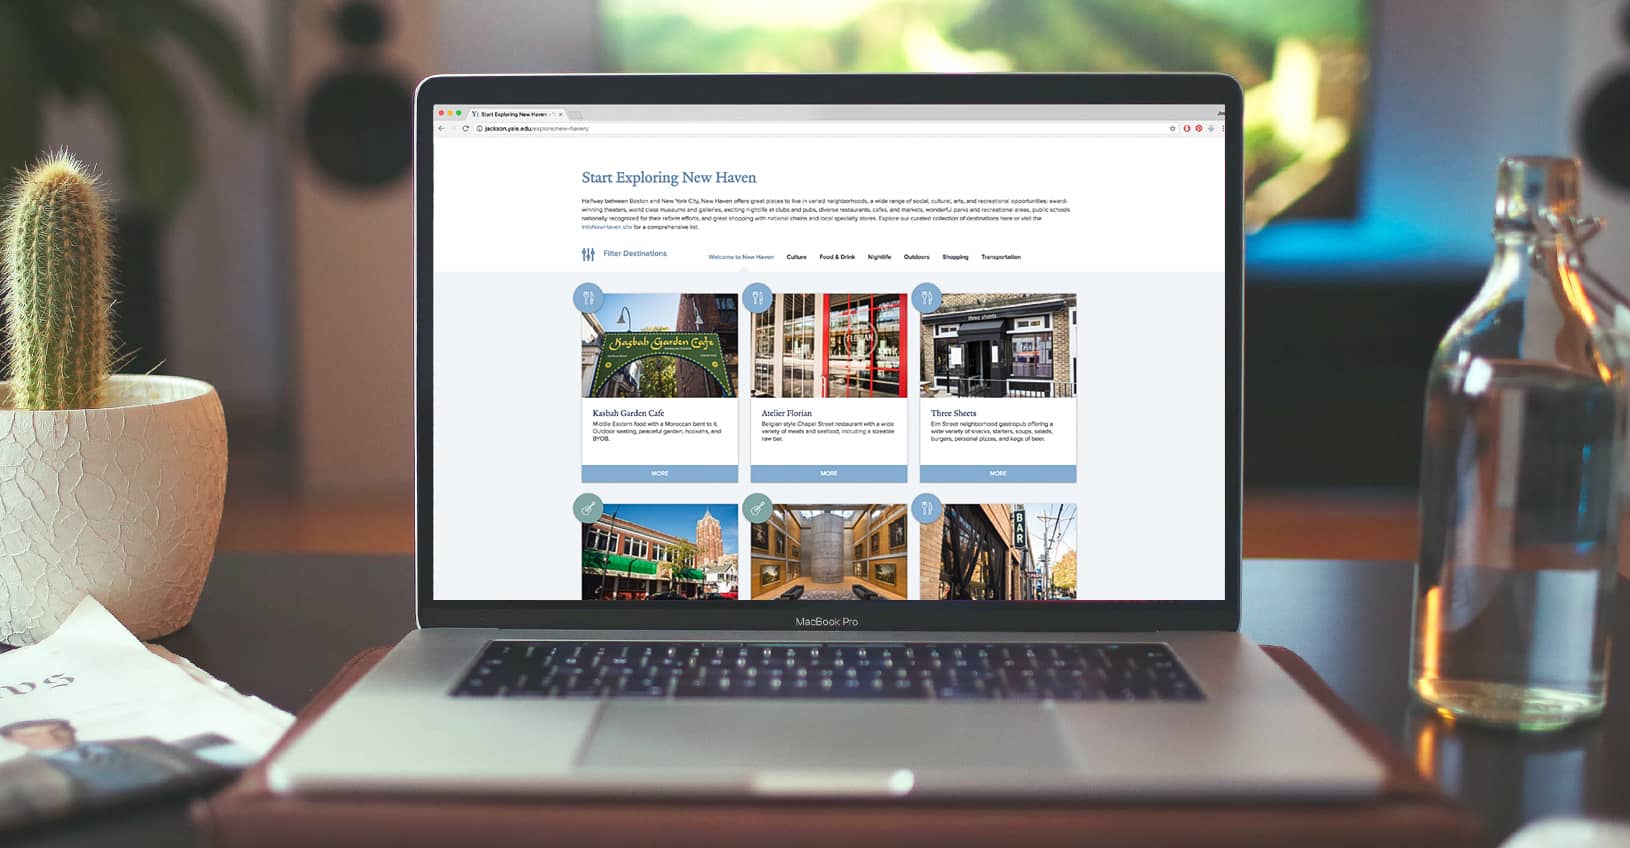 Start Exploring New Haven -
jackson.yale.edu/explore/new-haven/
Start Exploring New Haven
Halfway between Boston and New York City, New Haven offers great places to live in varied neighborhoods, a wide range of social, cultural, arts, and recreational opportunities: award-
winning theaters, world class museums and galleries, exciting nightlife at clubs and pubs, diverse restaurants, cafes, and markets, wonderful parks and recreational areas, public schools
nationally recognized for their reform efforts, and great shopping with national chains and local specialty stores. Explore our curated collection of destinations here or visit the
InfoNewHaven site for a comprehensive list.
Filter Destinations
Welcome to New Haven Culture Food & Drink Nightlife Outdoors Shopping Transportation
Kasbah Garden Cafe
FLORIAN
three sheets
Kasbah Garden Cafe
Middle Eastern food with a Moroccan bent to it.
Outdoor seating, peaceful garden, hookahs, and
BYOB.
MORE
Atelier Florian
Belgian style Chapel Street restaurant with a wide
variety of meats and seafood, including a sizeable
raw bar.
MORE
Three Sheets
Elm Street neighborhood gastropub offering a
wide variety of snacks, starters, soups, salads,
burgers, personal pizzas, and kegs of beer.
MORE
BAR
MacBook Pro
ws